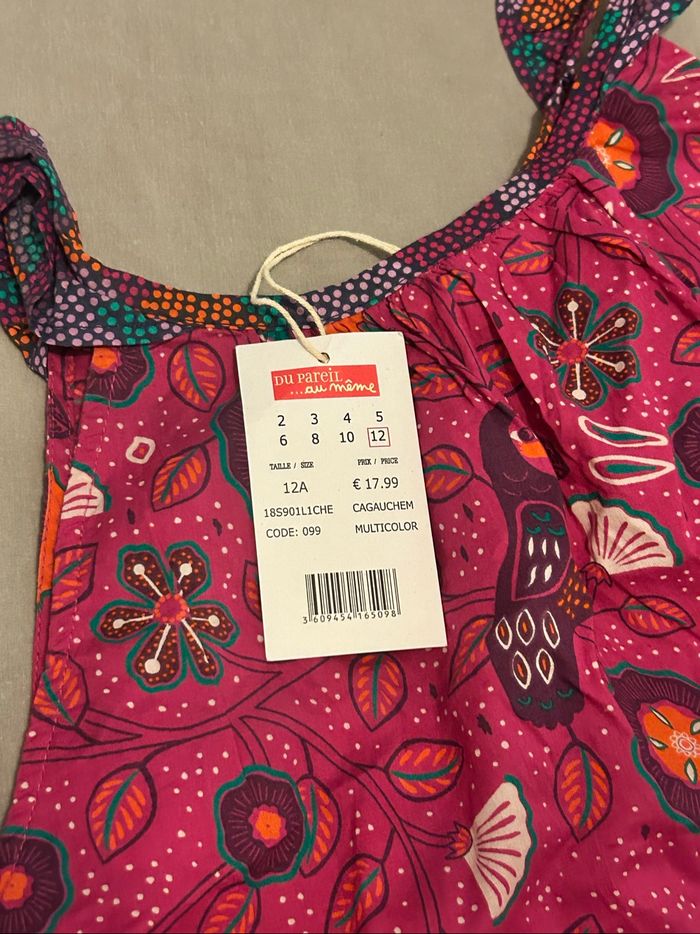 DU PAREIL
...au même
2 3 4 5
6 8 10 12
TAILLE / SIZE PRIX / PRICE
12A € 17.99
18S901L1CHE CAGAUCHEM
CODE: 099 MULTICOLOR
3 609454 165098